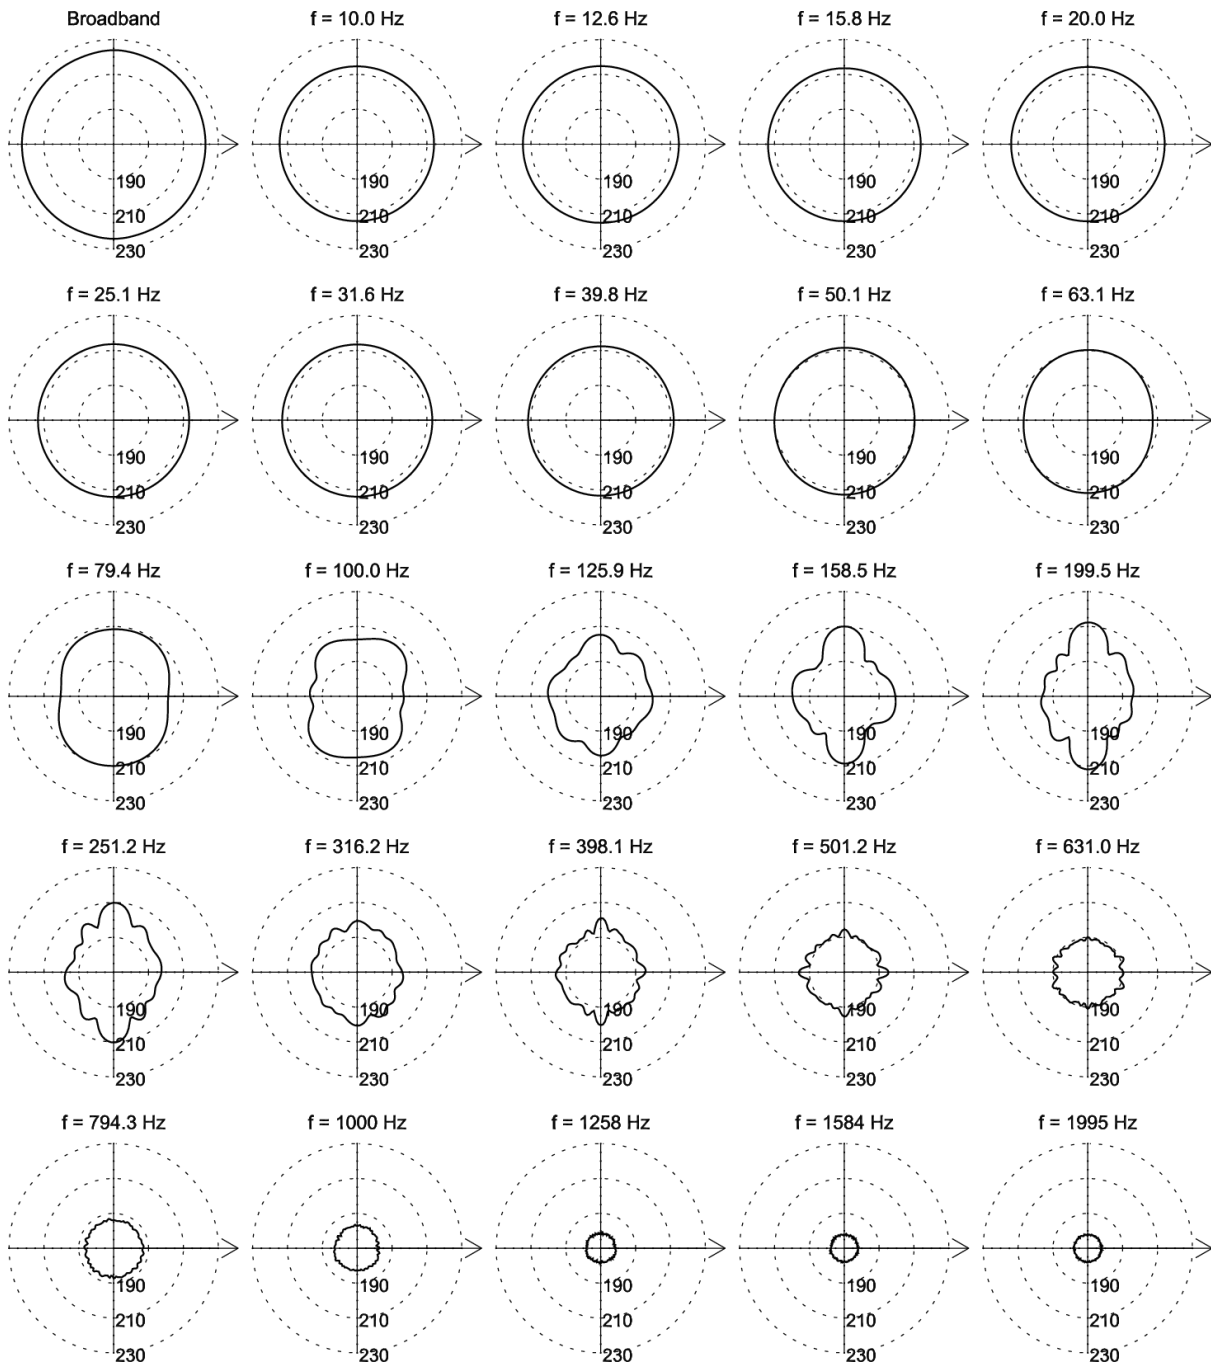 Broadband f = 10.0 Hz f = 12.6 Hz f = 15.8 Hz f = 20.0 Hz
190 190 190 190 190
210 210 210 210 210
230 230 230 230 230
f = 25.1 Hz f = 31.6 Hz f = 39.8 Hz f = 50.1 Hz f = 63.1 Hz
190 190 190 190 190
210 210 210 210 210
230 230 230 230 230
f = 79.4 Hz f = 100.0 Hz f = 125.9 Hz f = 158.5 Hz f = 199.5 Hz
190 190 190 190 190
210 210 210 210 210
230 230 230 230 230
f = 251.2 Hz f = 316.2 Hz f = 398.1 Hz f = 501.2 Hz f = 631.0 Hz
190 190 190 190 190
210 210 210 210 210
230 230 230 230 230
f = 794.3 Hz f = 1000 Hz f = 1258 Hz f = 1584 Hz f = 1995 Hz
190 190 190 190 190
210 210 210 210 210
230 230 230 230 230